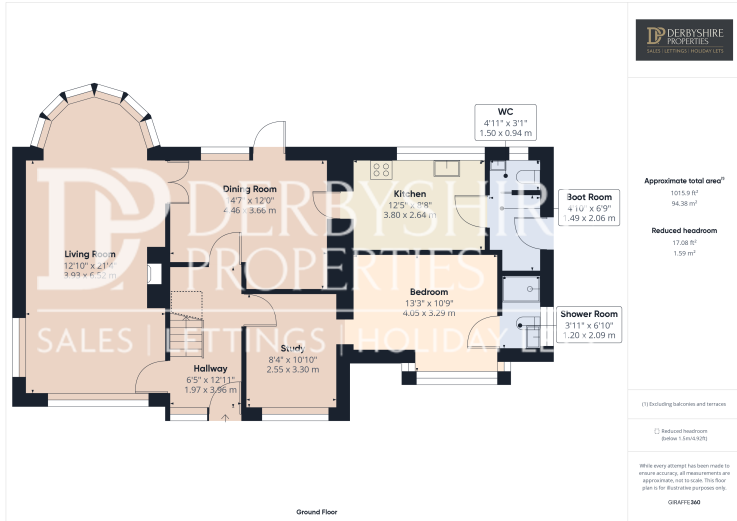 DERBYSHIRE
PROPERTIES
SALES | LETTINGS | HOLIDAY LETS
WC
4'11" x 3'1"
1.50 x 0.94 m
Dining Room
14'7" x 12'0"
4.46 x 3.66 m
Kitchen
12'5" x 8'8"
3.80 x 2.64 m
Boot Room
4'10" x 6'9"
1.49 x 2.06 m
Living Room
12'10" x 21'4"
3.93 x 6.52 m
Bedroom
13'3" x 10'9"
4.05 x 3.29 m
Shower Room
3'11" x 6'10"
1.20 x 2.09 m
Study
8'4" x 10'10"
2.55 x 3.30 m
Hallway
6'5" x 12'11"
1.97 x 3.96 m
DERBYSHIRE
PROPERTIES
SALES | LETTINGS | HOLIDAY LE
Ground Floor
Approximate total area⁽¹⁾
1015.9 ft²
94.38 m²
Reduced headroom
17.08 ft²
1.59 m²
(1) Excluding balconies and terraces
Reduced headroom
(below 1.5m/4.92ft)
While every attempt has been made to
ensure accuracy, all measurements are
approximate, not to scale. This floor
plan is for illustrative purposes only.
GIRAFFE360